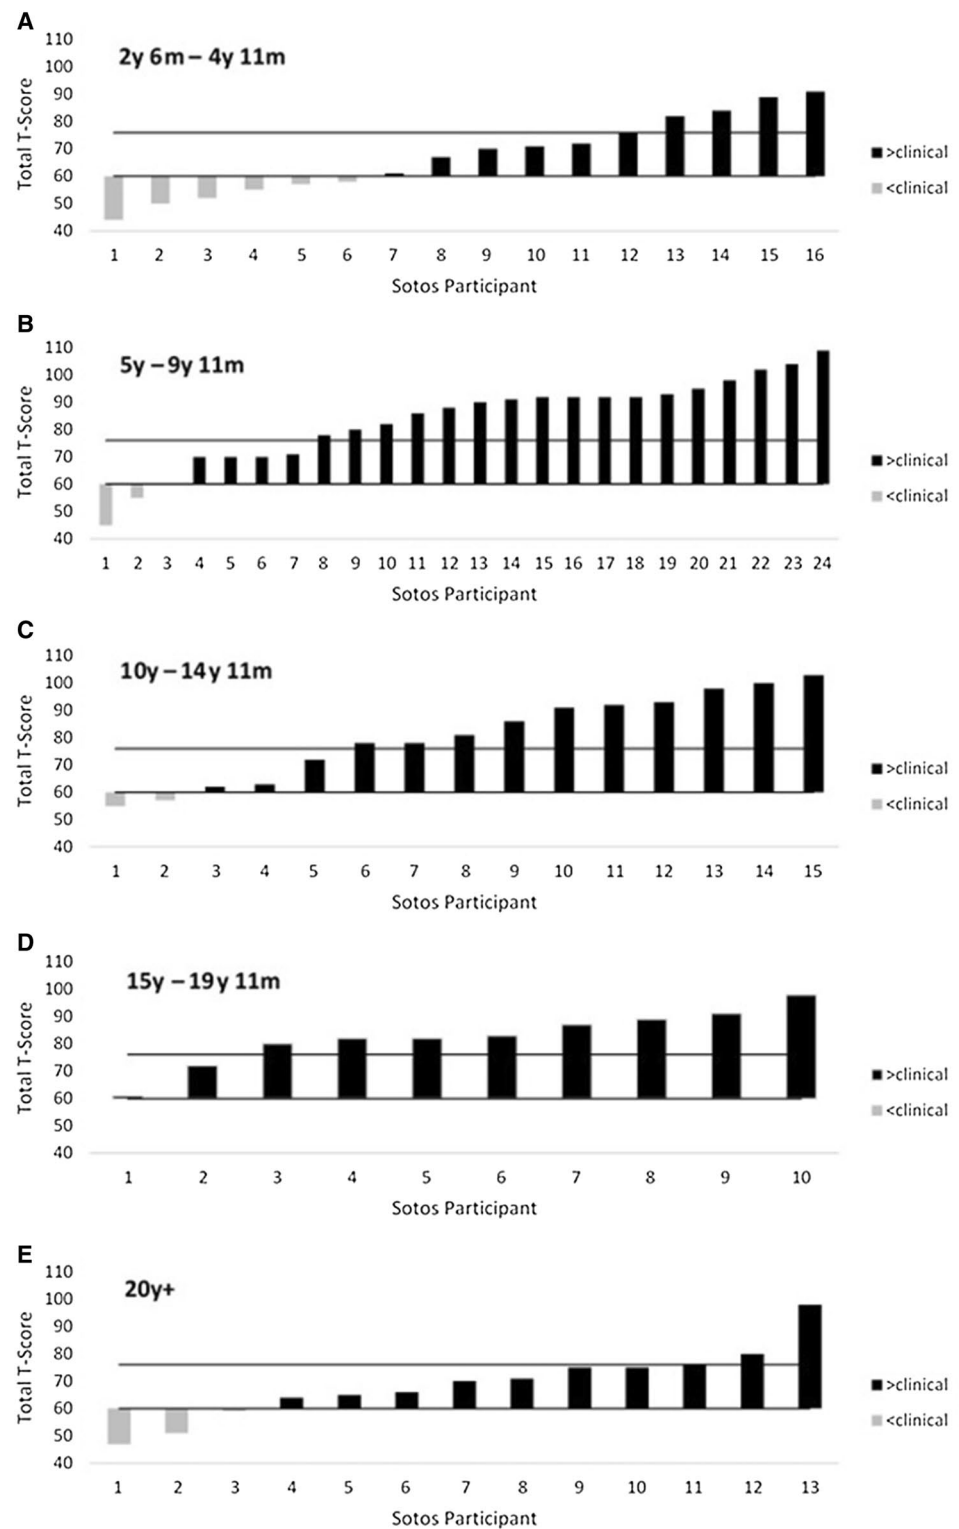 A
2y 6m – 4y 11m
Total T-Score
110
100
90
80
70
60
50
40
1 2 3 4 5 6 7 8 9 10 11 12 13 14 15 16
Sotos Participant
>clinical
<clinical
B
5y – 9y 11m
Total T-Score
110
100
90
80
70
60
50
40
1 2 3 4 5 6 7 8 9 10 11 12 13 14 15 16 17 18 19 20 21 22 23 24
Sotos Participant
>clinical
<clinical
C
10y – 14y 11m
Total T-Score
110
100
90
80
70
60
50
40
1 2 3 4 5 6 7 8 9 10 11 12 13 14 15
Sotos Participant
>clinical
<clinical
D
15y – 19y 11m
Total T-Score
110
100
90
80
70
60
50
40
1 2 3 4 5 6 7 8 9 10
Sotos Participant
>clinical
<clinical
E
20y+
Total T-Score
110
100
90
80
70
60
50
40
1 2 3 4 5 6 7 8 9 10 11 12 13
Sotos Participant
>clinical
<clinical